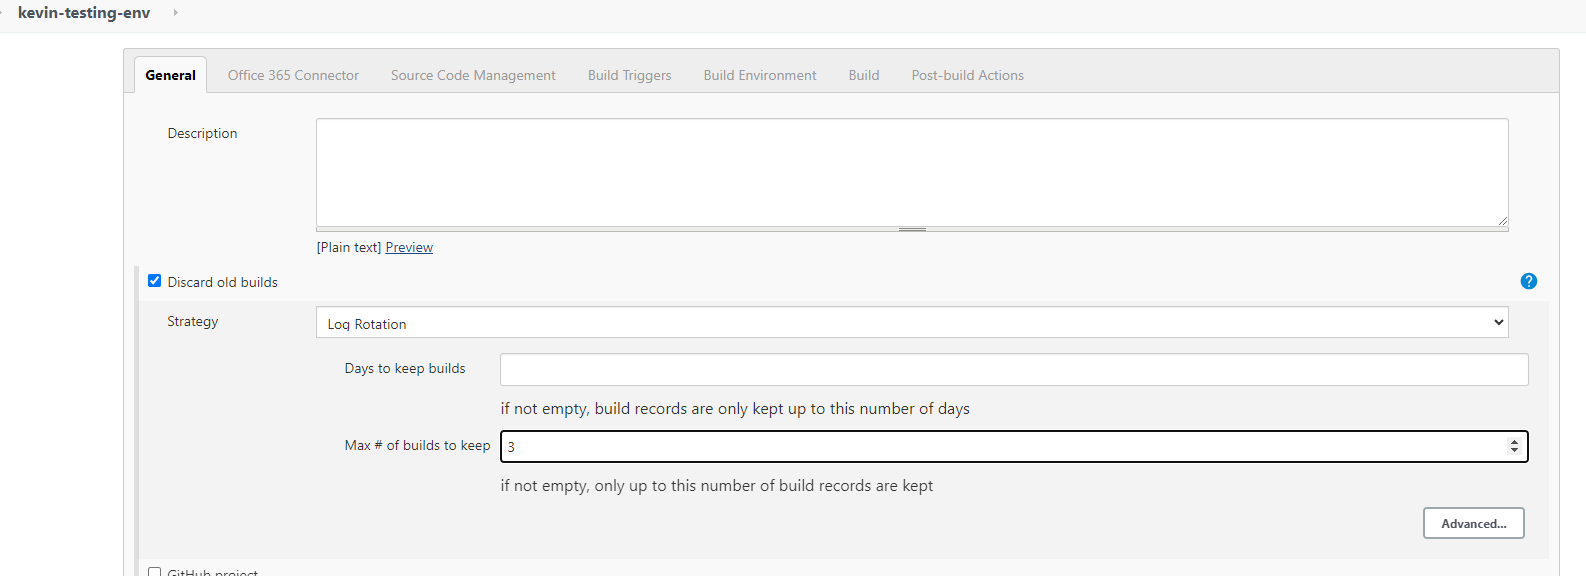 kevin-testing-env
General Office 365 Connector Source Code Management Build Triggers Build Environment Build Post-build Actions
Description
[Plain text] Preview
Discard old builds ?
Strategy Log Rotation
Days to keep builds
if not empty, build records are only kept up to this number of days
Max # of builds to keep 3
if not empty, only up to this number of build records are kept
Advanced...
GitHub project